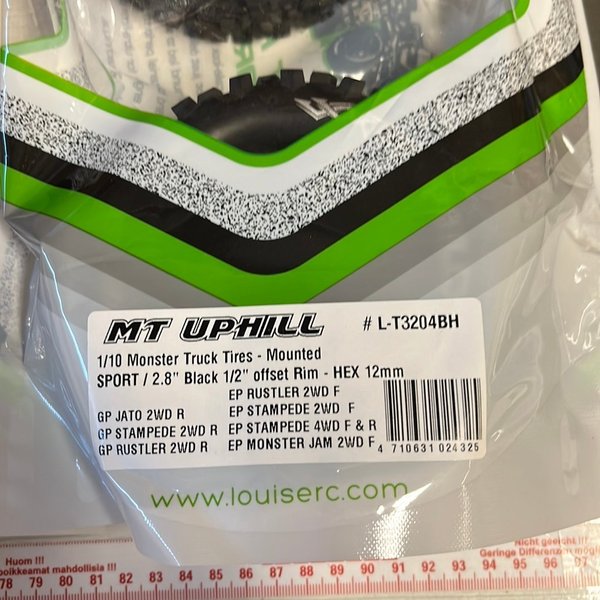 MT UPHILL # L-T3204BH
1/10 Monster Truck Tires - Mounted
SPORT / 2.8" Black 1/2" offset Rim - HEX 12mm
EP RUSTLER 2WD F
GP JATO 2WD R EP STAMPEDE 2WD F
GP STAMPEDE 2WD R EP STAMPEDE 4WD F & R
GP RUSTLER 2WD R EP MONSTER JAM 2WD F
4 710631 024325
www.louiserc.com
Huom !!! Nicht geeicht !!!
poikkeamat mahdollisia !!! Geringe Differenzen
78 79 80 81 82 83 84 85 86 87 88 89 90 91 92 93 94 95 96 97